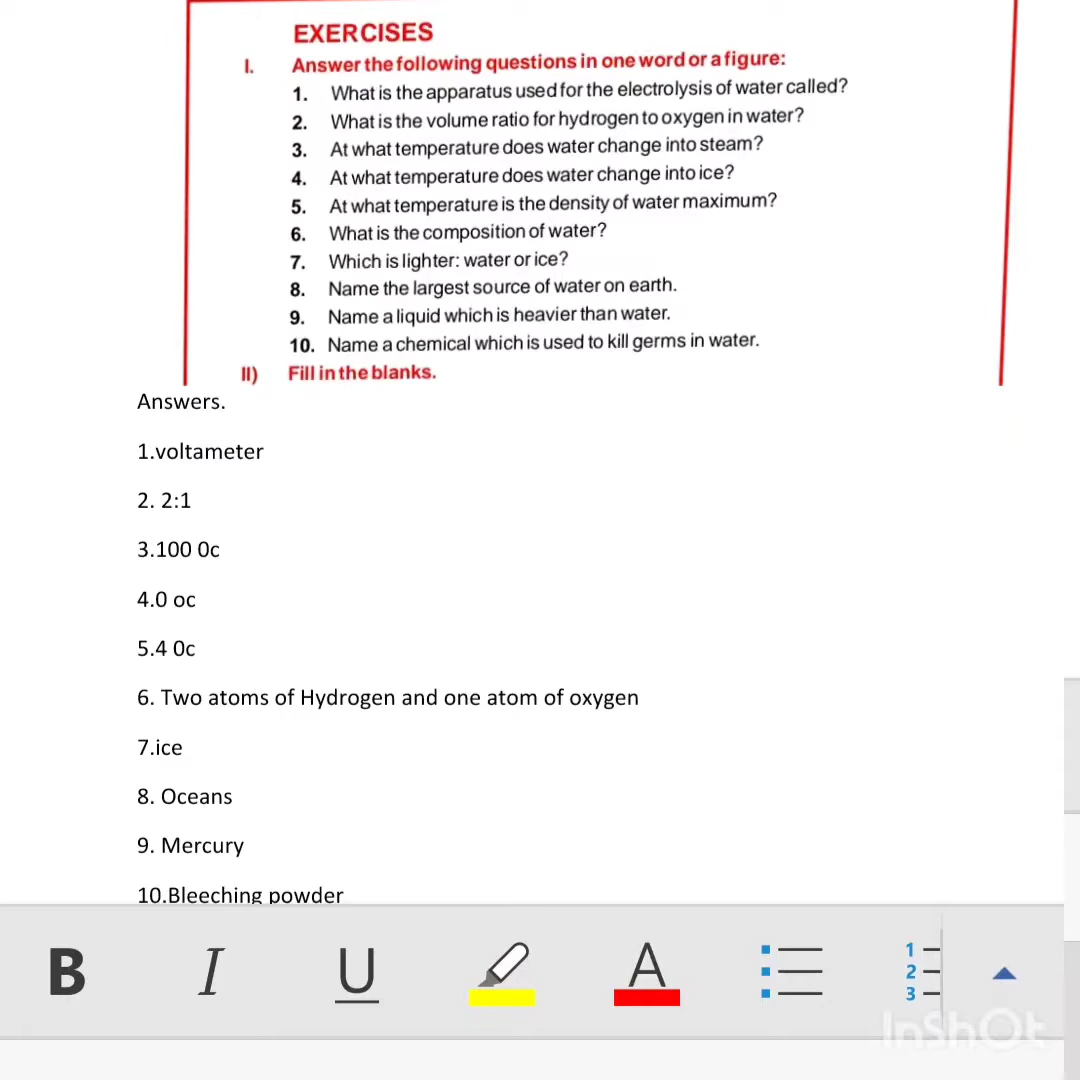 EXERCISES
I. Answer the following questions in one word or a figure:
1. What is the apparatus used for the electrolysis of water called?
2. What is the volume ratio for hydrogen to oxygen in water?
3. At what temperature does water change into steam?
4. At what temperature does water change into ice?
5. At what temperature is the density of water maximum?
6. What is the composition of water?
7. Which is lighter: water or ice?
8. Name the largest source of water on earth.
9. Name a liquid which is heavier than water.
10. Name a chemical which is used to kill germs in water.
II) Fill in the blanks.
Answers.
1.voltameter
2. 2:1
3.100 0c
4.0 oc
5.4 0c
6. Two atoms of Hydrogen and one atom of oxygen
7.ice
8. Oceans
9. Mercury
10.Bleeching powder
B I U A 1 2 3
InShOt